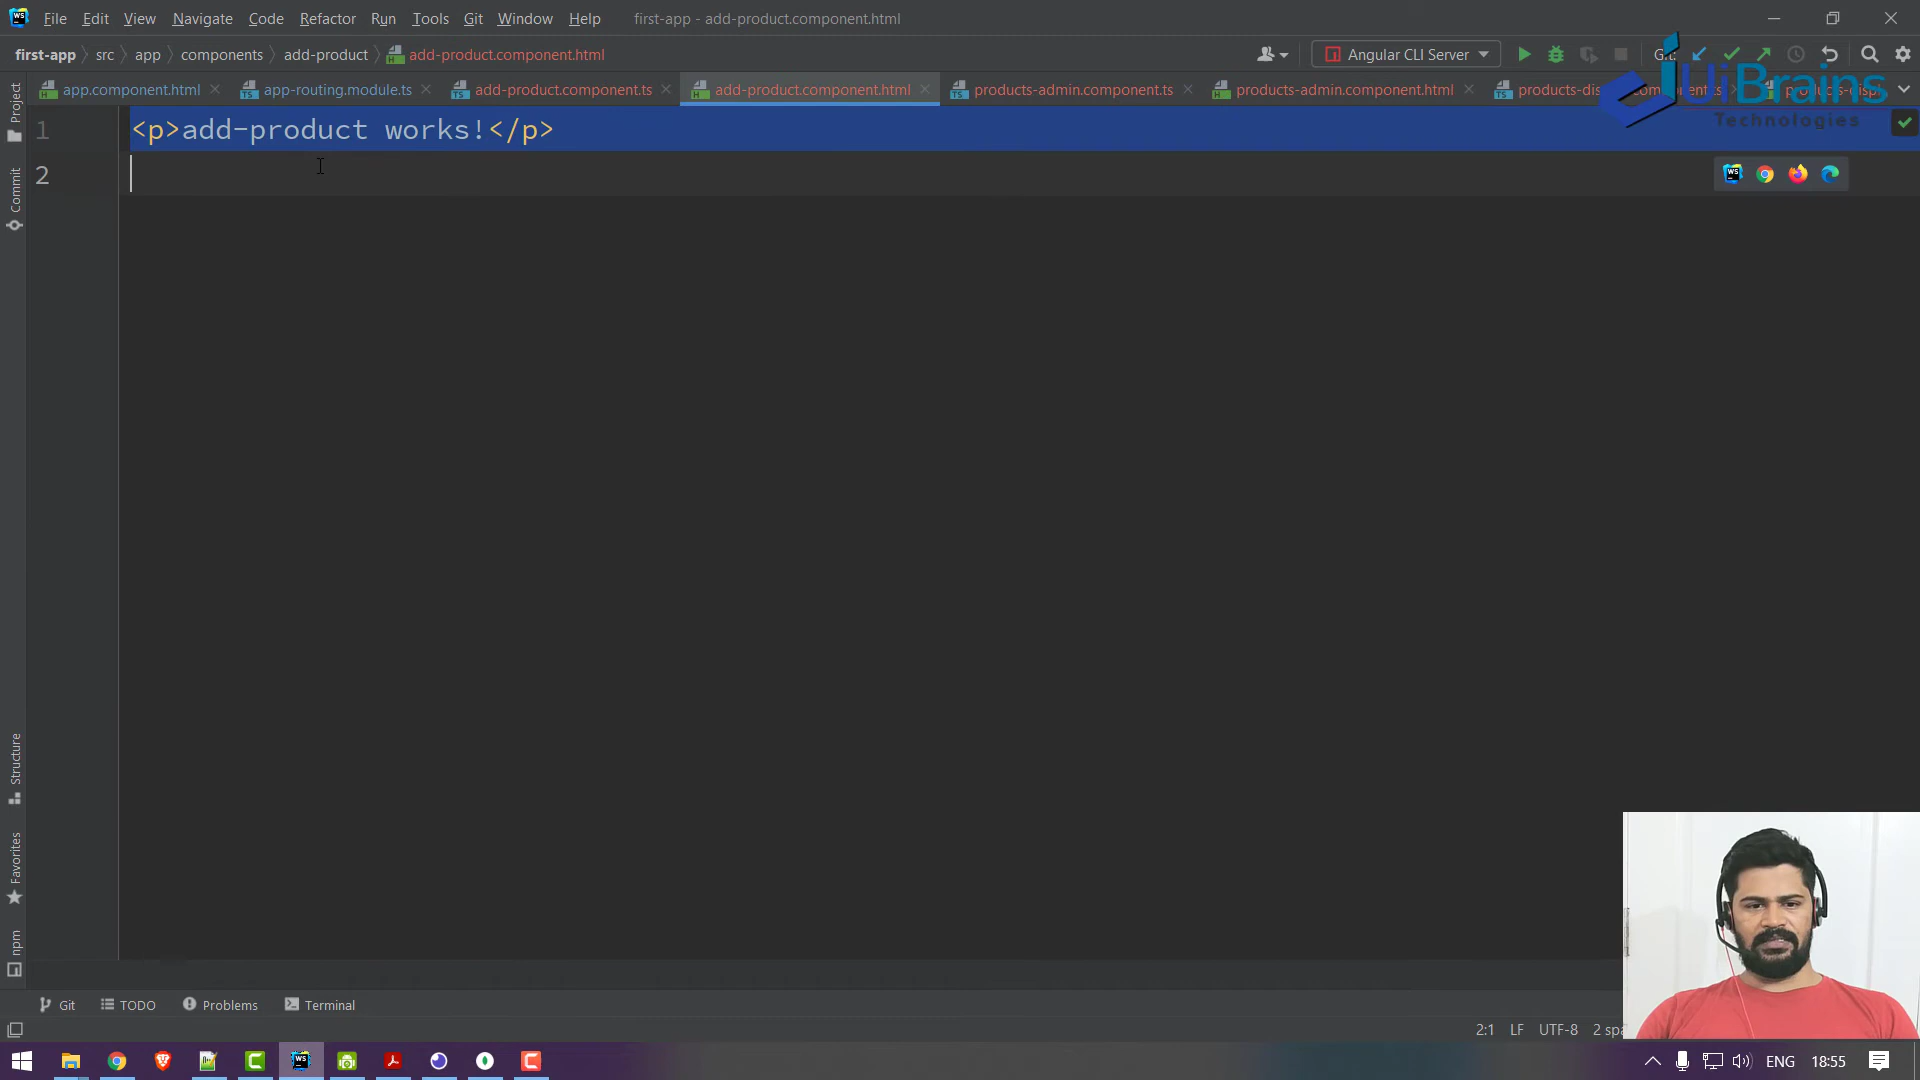 File Edit View Navigate Code Refactor Run Tools Git Window Help first-app - add-product.component.html
first-app src app components add-product add-product.component.html Angular CLI Server Git:
app.component.html app-routing.module.ts add-product.component.ts add-product.component.html products-admin.component.ts products-admin.component.html
UiBrains
Technologies
1 <p>add-product works!</p>
2
Project
Commit
Structure
Favorites
npm
Git TODO Problems Terminal
2:1 LF UTF-8 2 spa
ENG 18:55